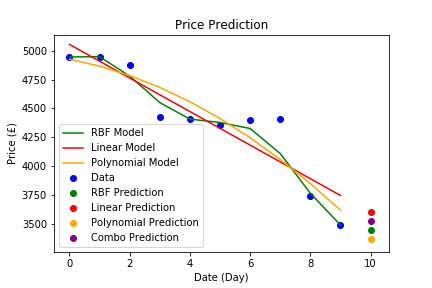 Price Prediction
Price (£)
5000
4750
4500
4250
4000
3750
3500
RBF Model
Linear Model
Polynomial Model
Data
RBF Prediction
Linear Prediction
Polynomial Prediction
Combo Prediction
0 2 4 6 8 10
Date (Day)